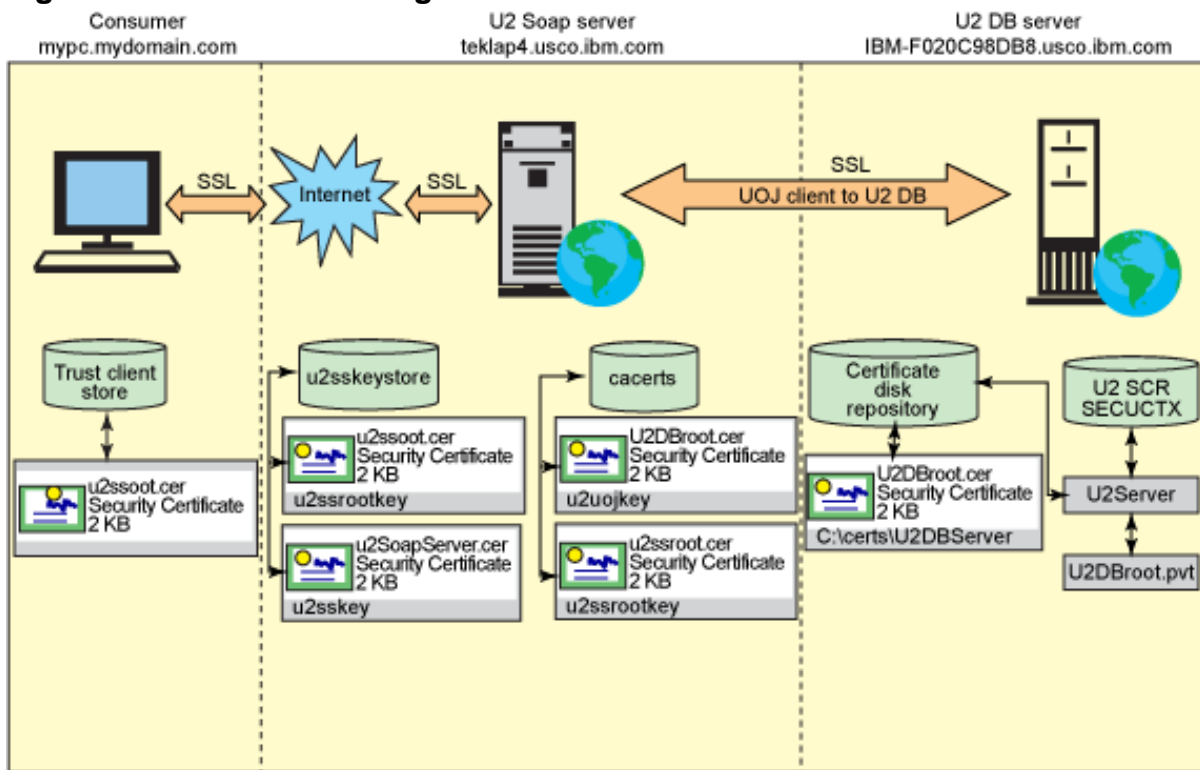 Consumer
mypc.mydomain.com
U2 Soap server
teklap4.usco.ibm.com
U2 DB server
IBM-F020C98DB8.usco.ibm.com
SSL
Internet
SSL
SSL
UOJ client to U2 DB
Trust client
store
u2ssoot.cer
Security Certificate
2 KB
u2sskeystore
u2ssoot.cer
Security Certificate
2 KB
u2ssrootkey
u2SoapServer.cer
Security Certificate
2 KB
u2sskey
cacerts
U2DBroot.cer
Security Certificate
2 KB
u2uojkey
u2ssroot.cer
Security Certificate
2 KB
u2ssrootkey
Certificate
disk
repository
U2DBroot.cer
Security Certificate
2 KB
C:\certs\U2DBServer
U2 SCR
SECUCTX
U2Server
U2DBroot.pvt